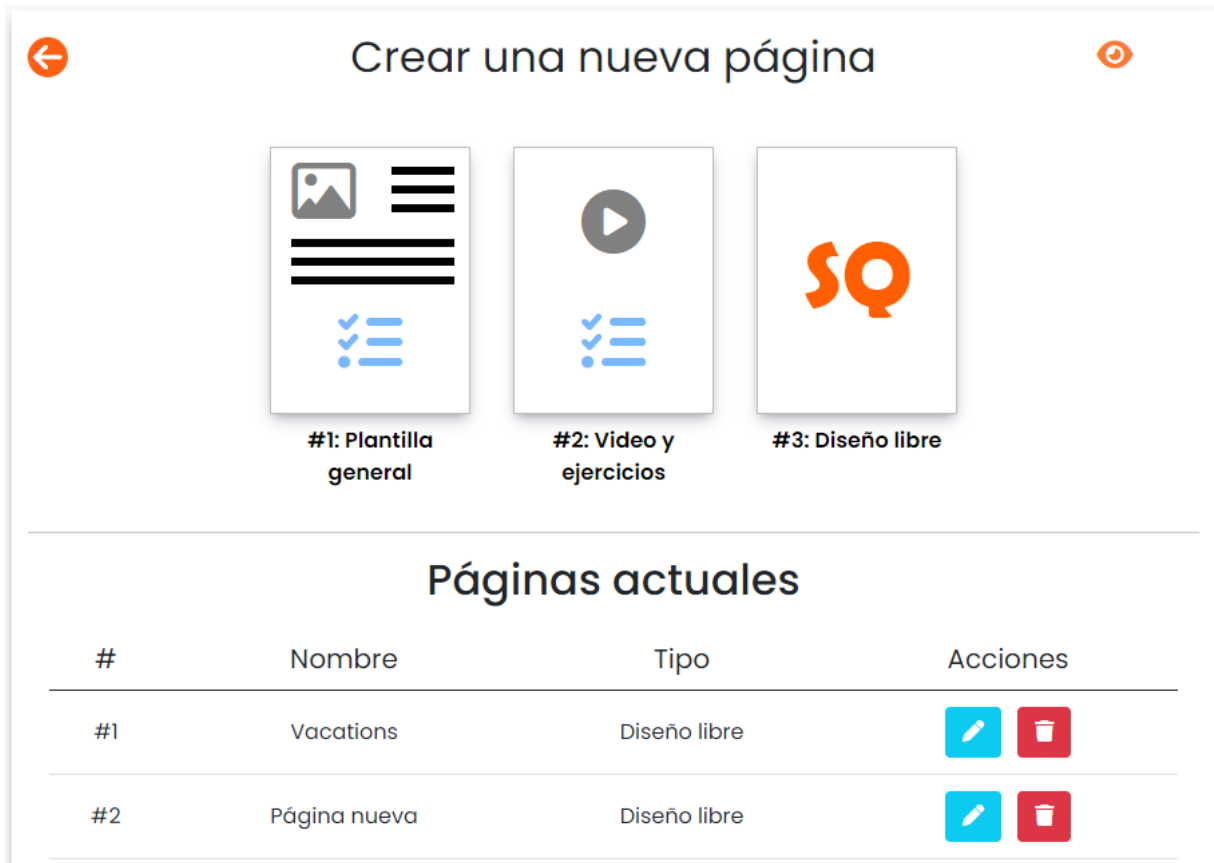 Crear una nueva página
SQ
#1: Plantilla
general
#2: Video y
ejercicios
#3: Diseño libre
Páginas actuales
# Nombre Tipo Acciones
#1 Vacations Diseño libre
#2 Página nueva Diseño libre